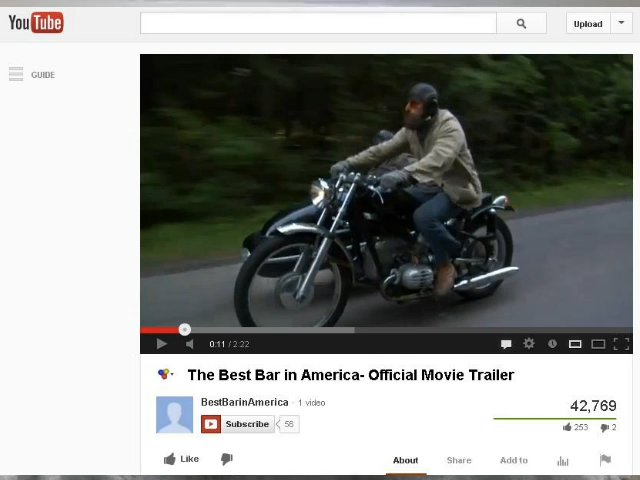 YouTube
Upload
GUIDE
0:11 / 2:22
The Best Bar in America- Official Movie Trailer
BestBarinAmerica · 1 video
Subscribe 56
42,769
253 2
Like
About Share Add to